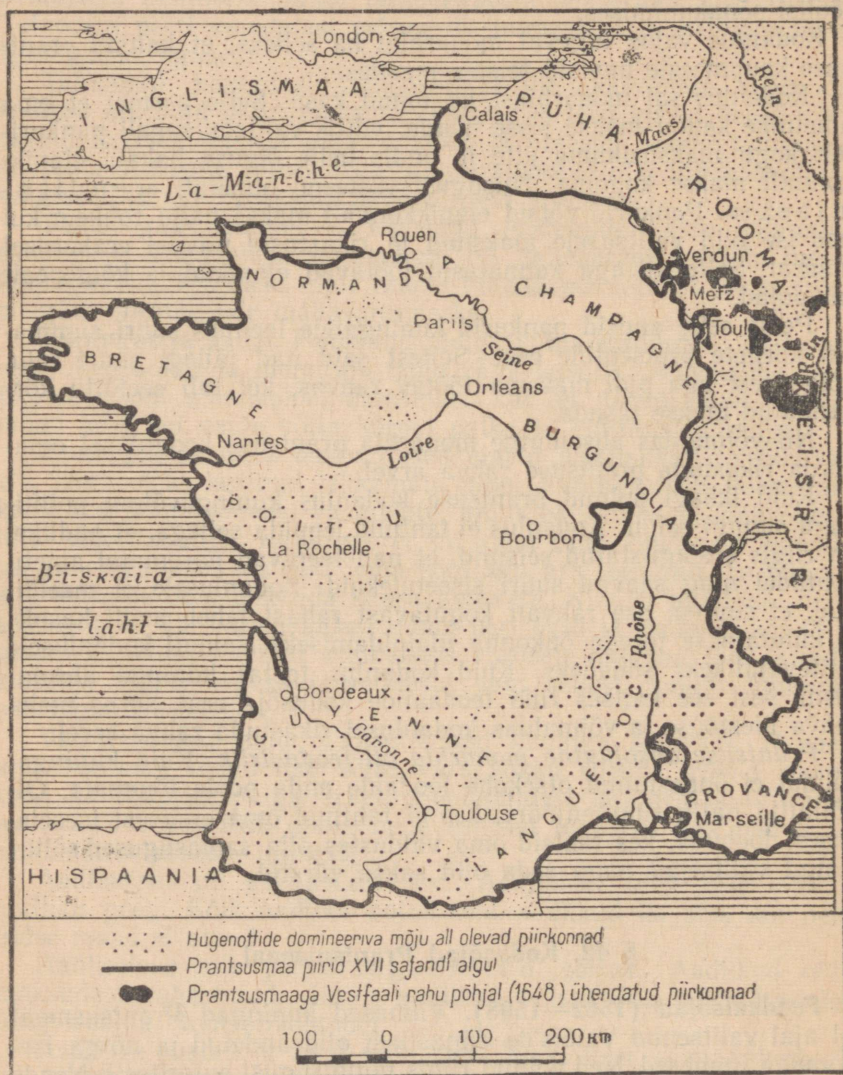 London
INGLISMAA
PÜHA
Calais
Maas
Rein
La-Manche
ROOMA
Rouen
Verdun
NORMANDIA
CHAMPAGNE
Metz
Pariis
Toul
Seine
Rein
BRETAGNE
Orléans
KEISRIIK
BURGUNDIA
Nantes
Loire
POITOU
Bourbon
La-Rochelle
Biskaia
laht
Rhône
Bordeaux
GUYENNE
Garonne
LANGUEDOC
PROVANCE
Toulouse
Marseille
HISPAANIA
Hugenottide domineeriva mõju all olevad piirkonnad
Prantsusmaa piirid XVII sajandi algul
Prantsusmaaga Vestfaali rahu põhjal (1648) ühendatud piirkonnad
100 0 100 200 км